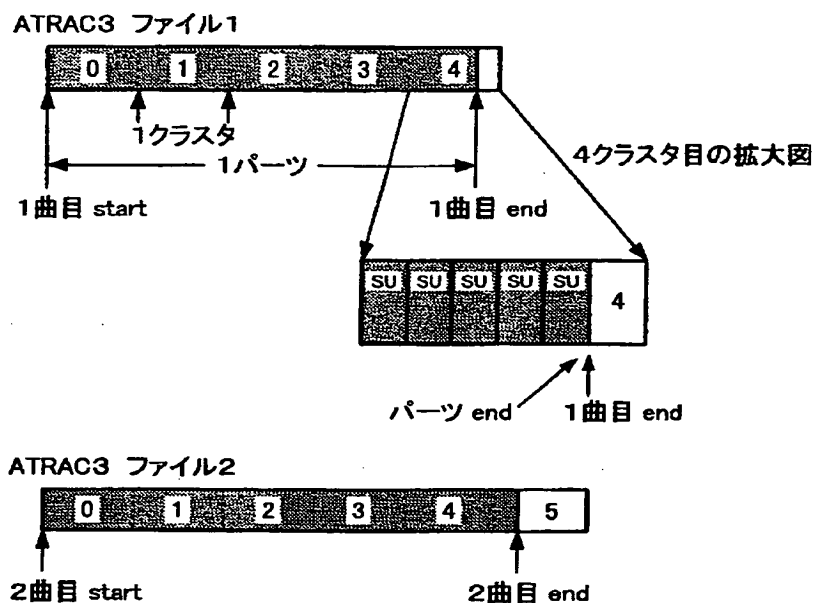 ATRAC3 ファイル1
0 1 2 3 4
1クラスタ
1パーツ
4クラスタ目の拡大図
1曲目 start
1曲目 end
SU SU SU SU SU 4
パーツ end
1曲目 end
ATRAC3 ファイル2
0 1 2 3 4 5
2曲目 start
2曲目 end